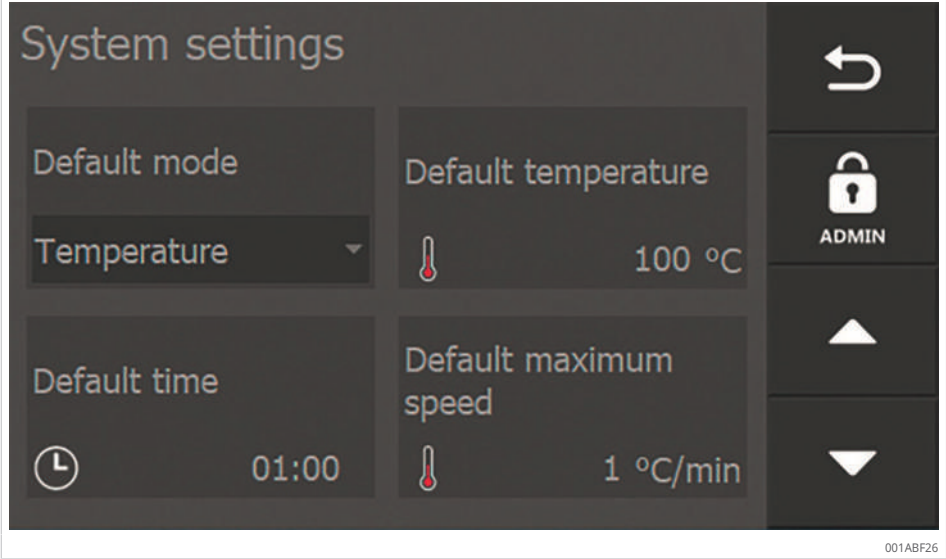 System settings
Default mode
Temperature
Default temperature
100 °C
Default time
01:00
Default maximum
speed
1 °C/min
ADMIN
001ABF26